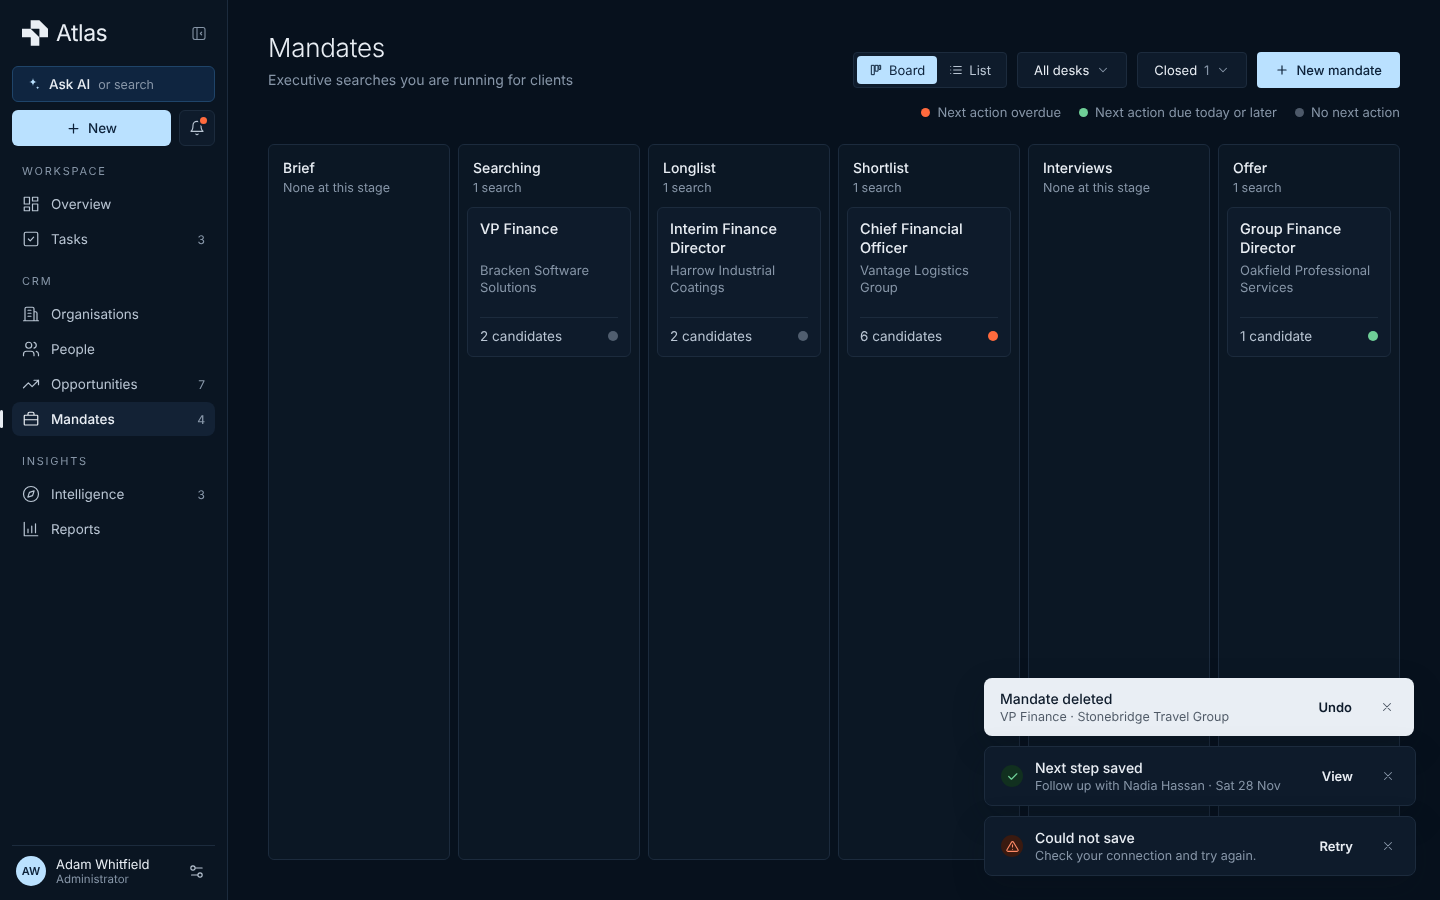 Atlas
Ask AI or search
New
WORKSPACE
Overview
Tasks 3
CRM
Organisations
People
Opportunities 7
Mandates 4
INSIGHTS
Intelligence 3
Reports
AW
Adam Whitfield
Administrator
Mandates
Executive searches you are running for clients
Board
List
All desks
Closed 1
New mandate
Next action overdue
Next action due today or later
No next action
Brief
None at this stage
Searching
1 search
VP Finance
Bracken Software
Solutions
2 candidates
Longlist
1 search
Interim Finance
Director
Harrow Industrial
Coatings
2 candidates
Shortlist
1 search
Chief Financial
Officer
Vantage Logistics
Group
6 candidates
Interviews
None at this stage
Offer
1 search
Group Finance
Director
Oakfield Professional
Services
1 candidate
Mandate deleted
VP Finance · Stonebridge Travel Group
Undo
Next step saved
Follow up with Nadia Hassan · Sat 28 Nov
View
Could not save
Check your connection and try again.
Retry